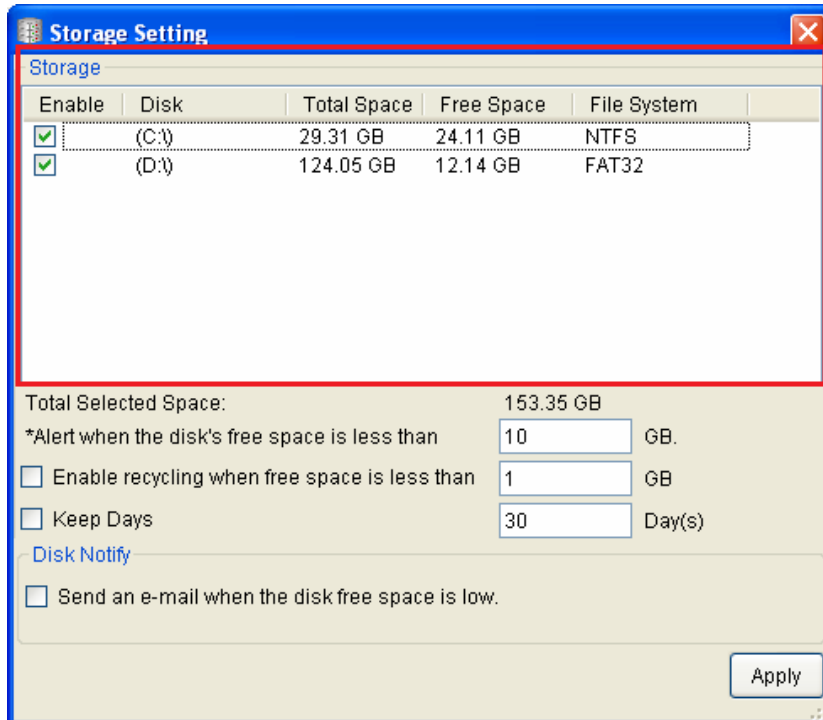 Storage Setting
Storage
Enable Disk Total Space Free Space File System
(C:\) 29.31 GB 24.11 GB NTFS
(D:\) 124.05 GB 12.14 GB FAT32
Total Selected Space: 153.35 GB
*Alert when the disk's free space is less than 10 GB.
Enable recycling when free space is less than 1 GB
Keep Days 30 Day(s)
Disk Notify
Send an e-mail when the disk free space is low.
Apply